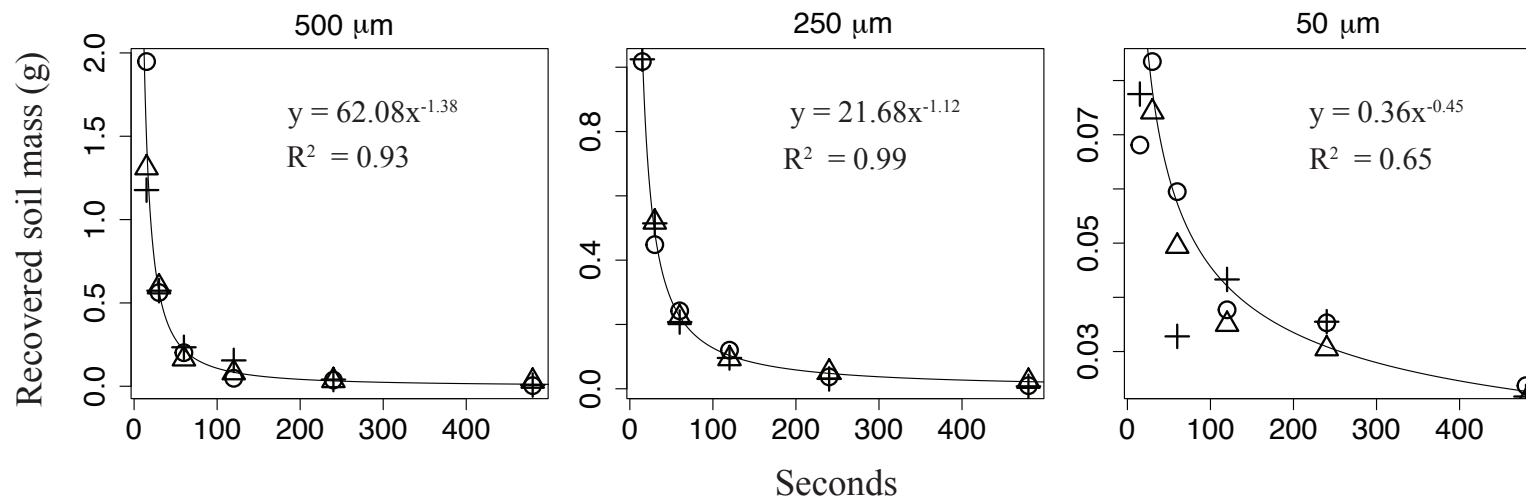 500 μm
250 μm
50 μm
Recovered soil mass (g)
2.0
1.5
1.0
0.5
0.0
y = 62.08x^-1.38
R² = 0.93
0 100 200 300 400
0.8
0.4
0.0
y = 21.68x^-1.12
R² = 0.99
0 100 200 300 400
0.07
0.05
0.03
y = 0.36x^-0.45
R² = 0.65
0 100 200 300 400
Seconds